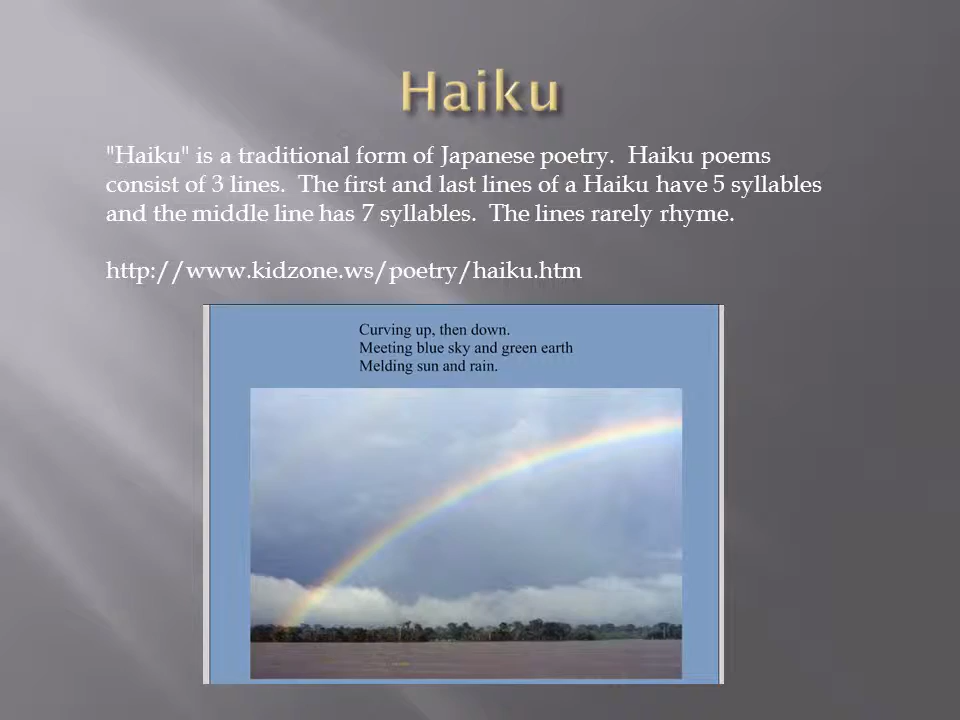 Haiku
"Haiku" is a traditional form of Japanese poetry.  Haiku poems
consist of 3 lines.  The first and last lines of a Haiku have 5 syllables
and the middle line has 7 syllables.  The lines rarely rhyme.
http://www.kidzone.ws/poetry/haiku.htm
Curving up, then down.
Meeting blue sky and green earth
Melding sun and rain.